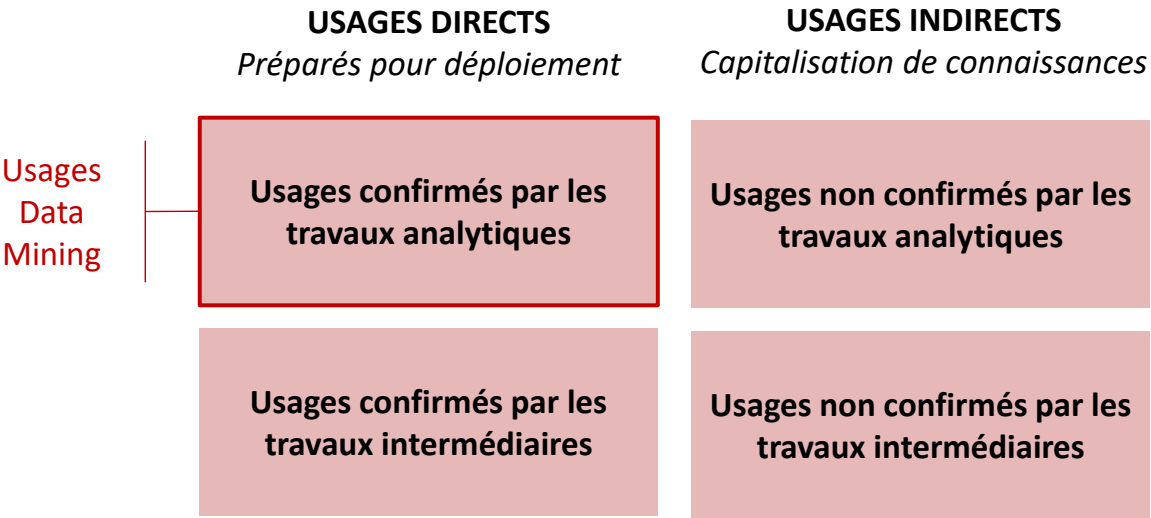 USAGES DIRECTS
Préparés pour déploiement
USAGES INDIRECTS
Capitalisation de connaissances
Usages
Data
Mining
Usages confirmés par les
travaux analytiques
Usages non confirmés par les
travaux analytiques
Usages confirmés par les
travaux intermédiaires
Usages non confirmés par les
travaux intermédiaires